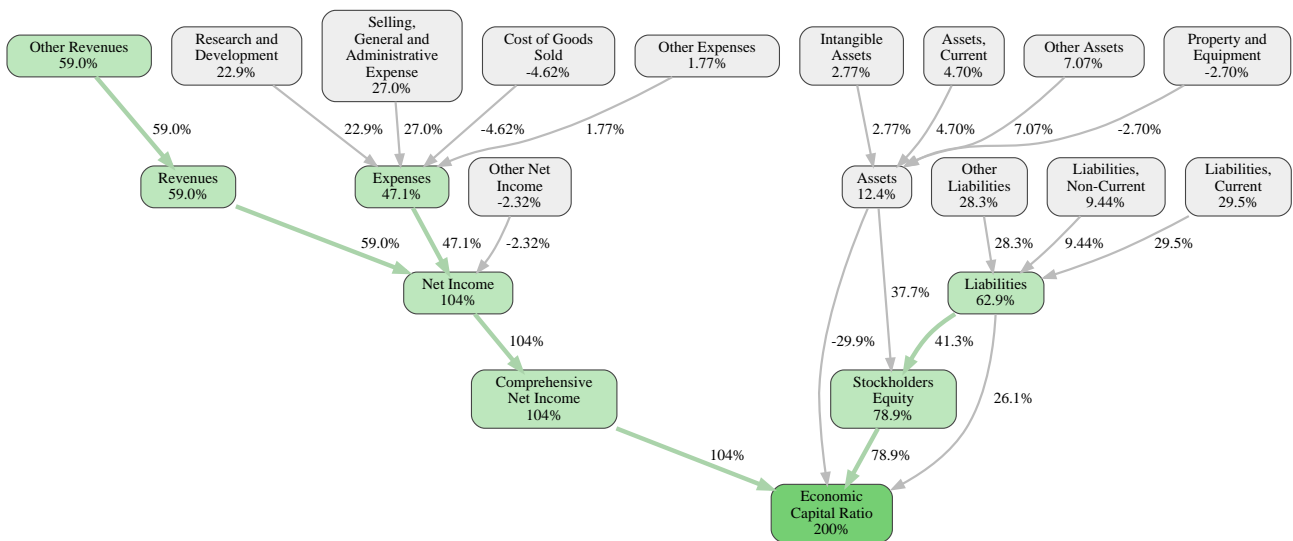 Other Revenues
59.0%
Research and
Development
22.9%
Selling,
General and
Administrative
Expense
27.0%
Cost of Goods
Sold
-4.62%
Other Expenses
1.77%
Intangible
Assets
2.77%
Assets,
Current
4.70%
Other Assets
7.07%
Property and
Equipment
-2.70%
59.0%
22.9%
27.0%
-4.62%
1.77%
2.77%
4.70%
7.07%
-2.70%
Revenues
59.0%
Expenses
47.1%
Other Net
Income
-2.32%
Assets
12.4%
Other
Liabilities
28.3%
Liabilities,
Non-Current
9.44%
Liabilities,
Current
29.5%
59.0%
47.1%
-2.32%
28.3%
9.44%
29.5%
Net Income
104%
37.7%
Liabilities
62.9%
104%
-29.9%
41.3%
Comprehensive
Net Income
104%
Stockholders
Equity
78.9%
26.1%
104%
78.9%
Economic
Capital Ratio
200%